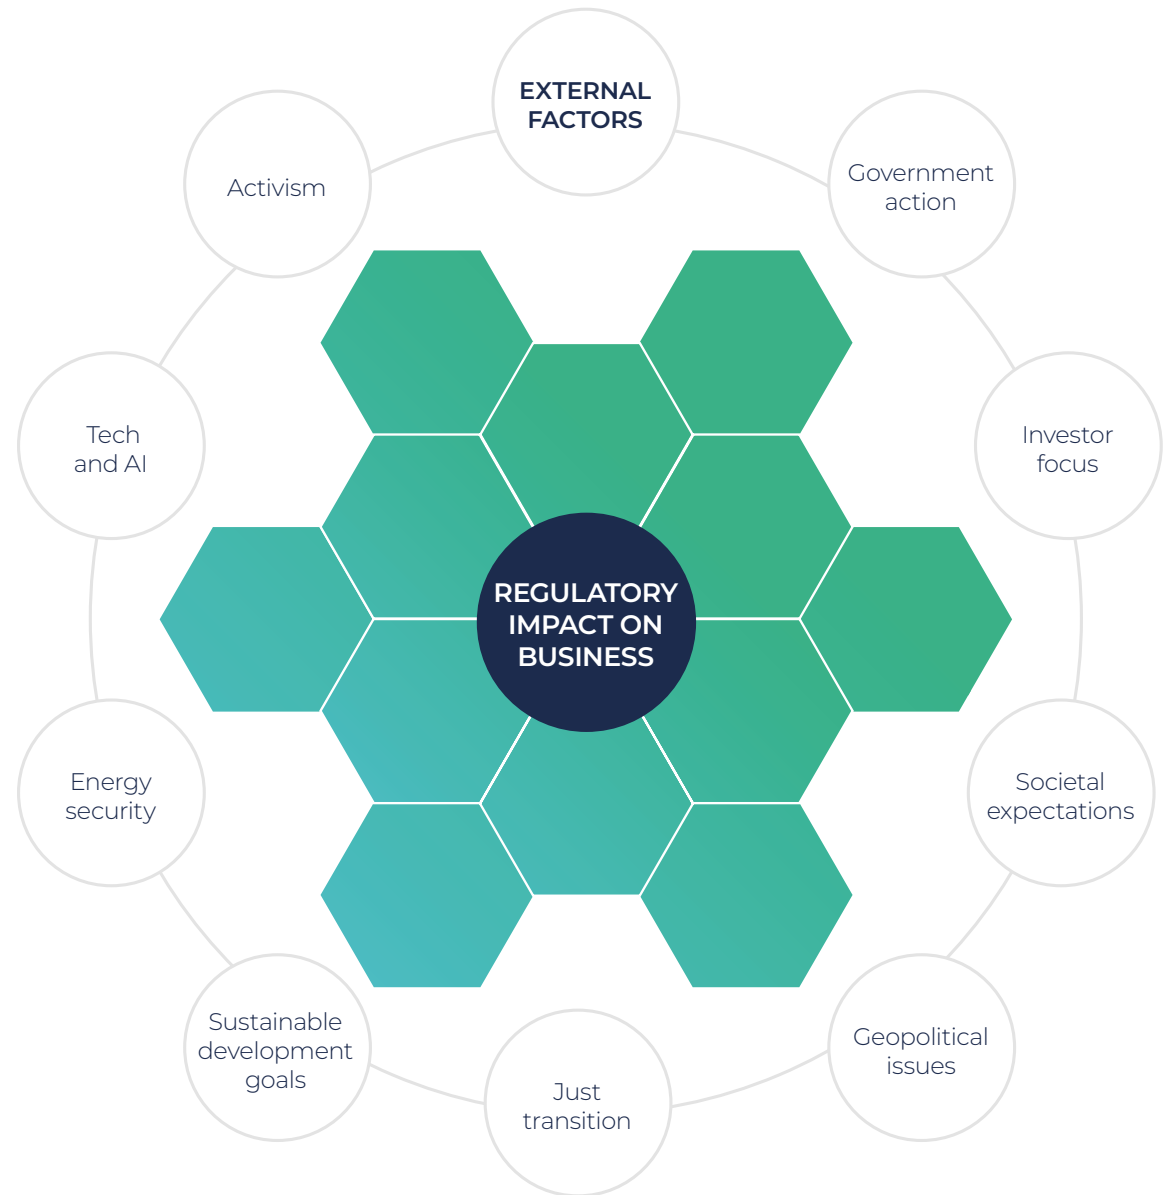 EXTERNAL
FACTORS
Government
action
Investor
focus
Societal
expectations
Geopolitical
issues
Just
transition
Sustainable
development
goals
Energy
security
Tech
and AI
Activism
REGULATORY
IMPACT ON
BUSINESS